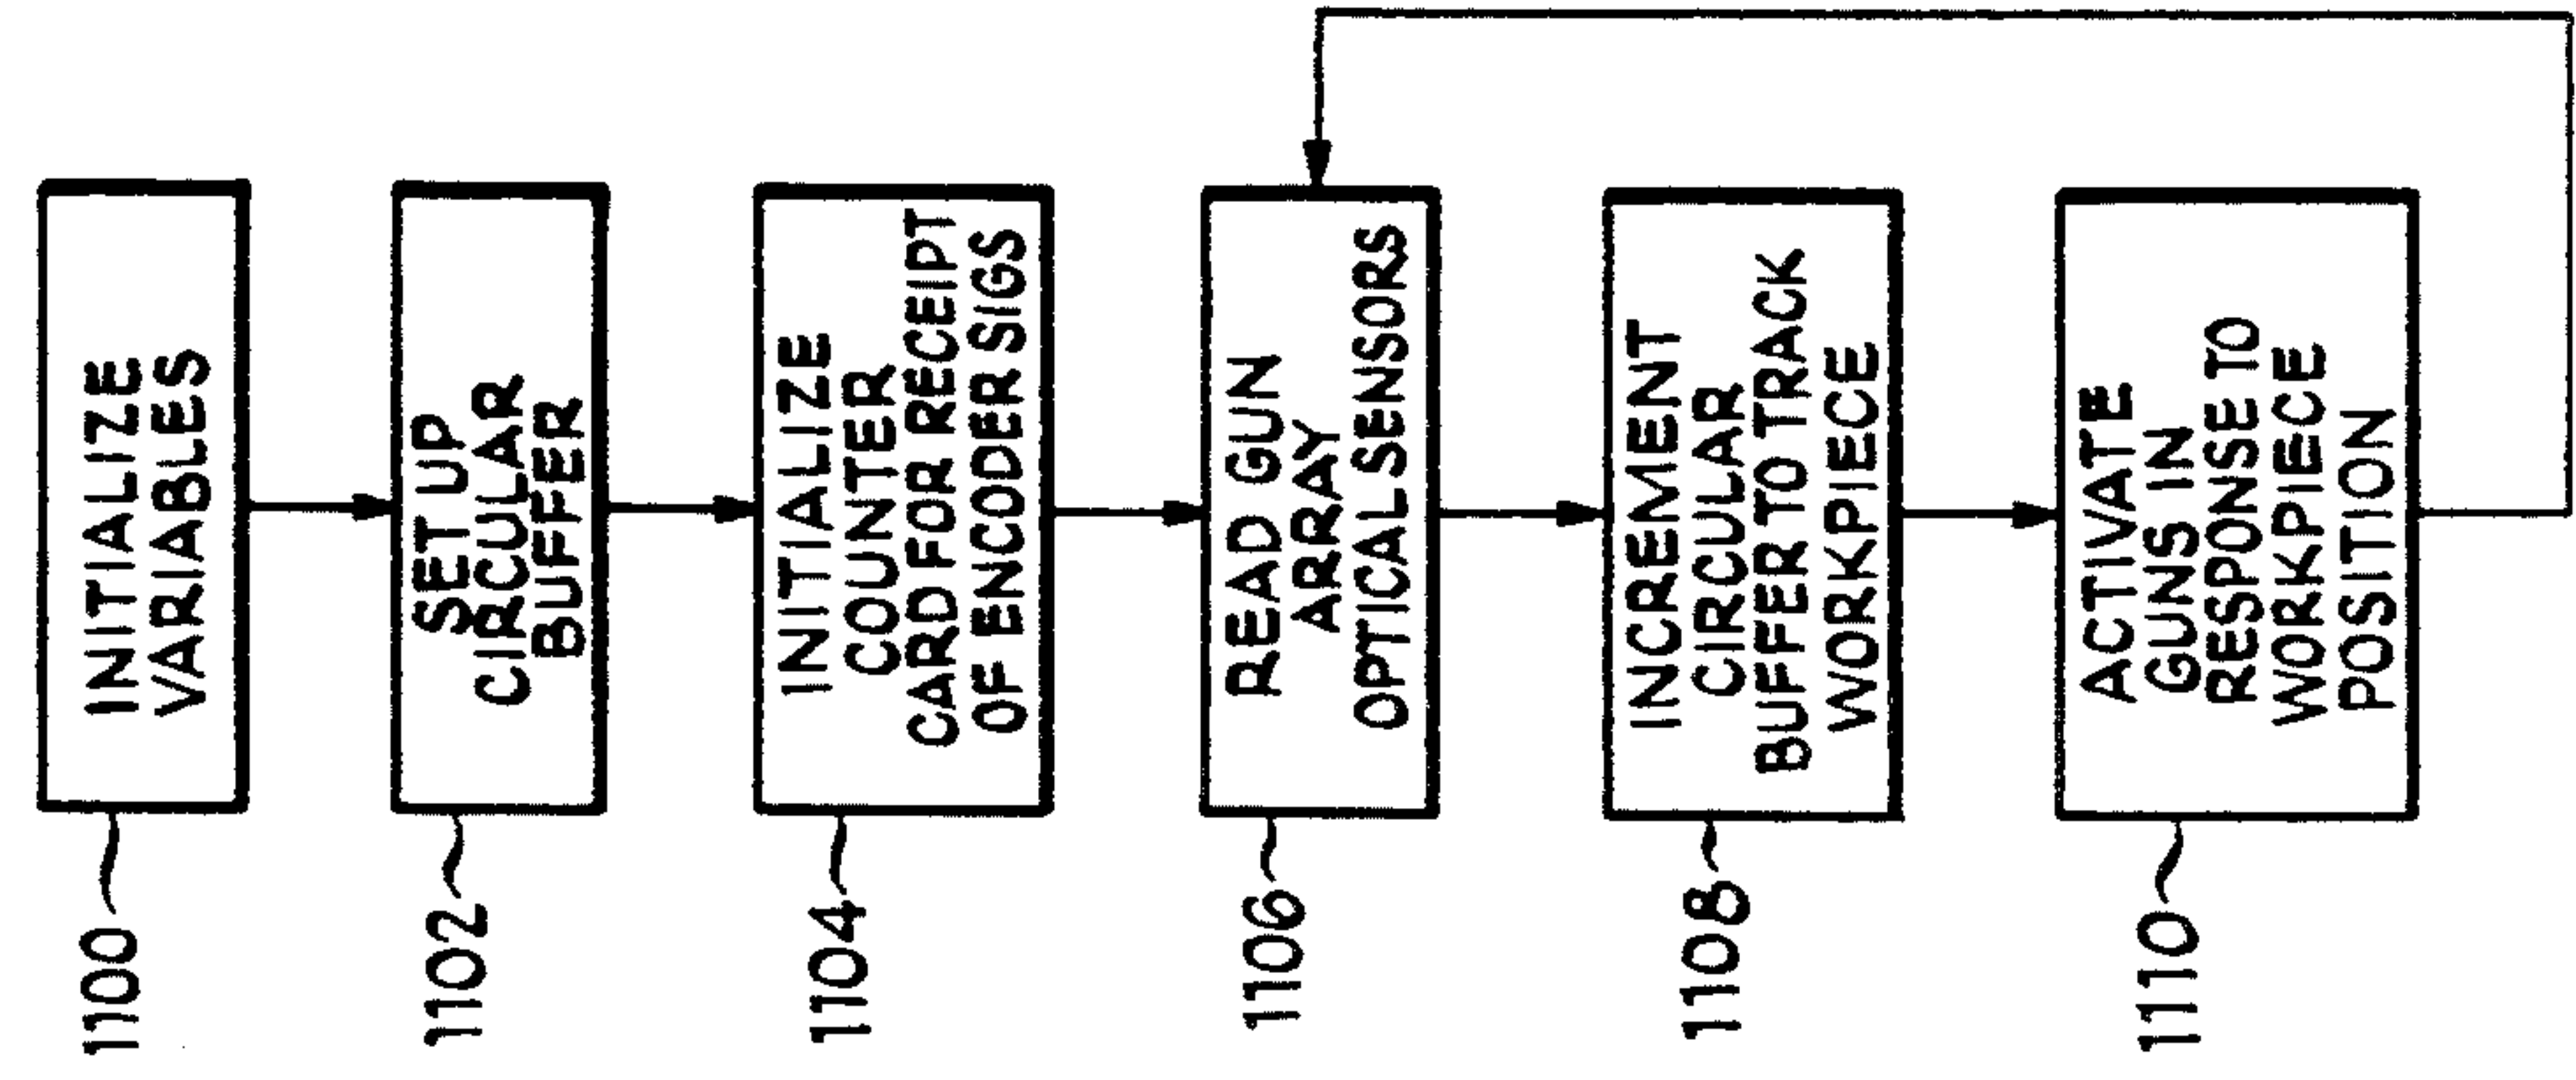 1100
INITIALIZE
VARIABLES
1102
SET UP
CIRCULAR
BUFFER
1104
INITIALIZE
COUNTER
CARD FOR RECEIPT
OF ENCODER SIGS
1106
READ GUN
ARRAY
OPTICAL SENSORS
1108
INCREMENT
CIRCULAR
BUFFER TO TRACK
WORKPIECE
1110
ACTIVATE
GUNS IN
RESPONSE TO
WORKPIECE
POSITION